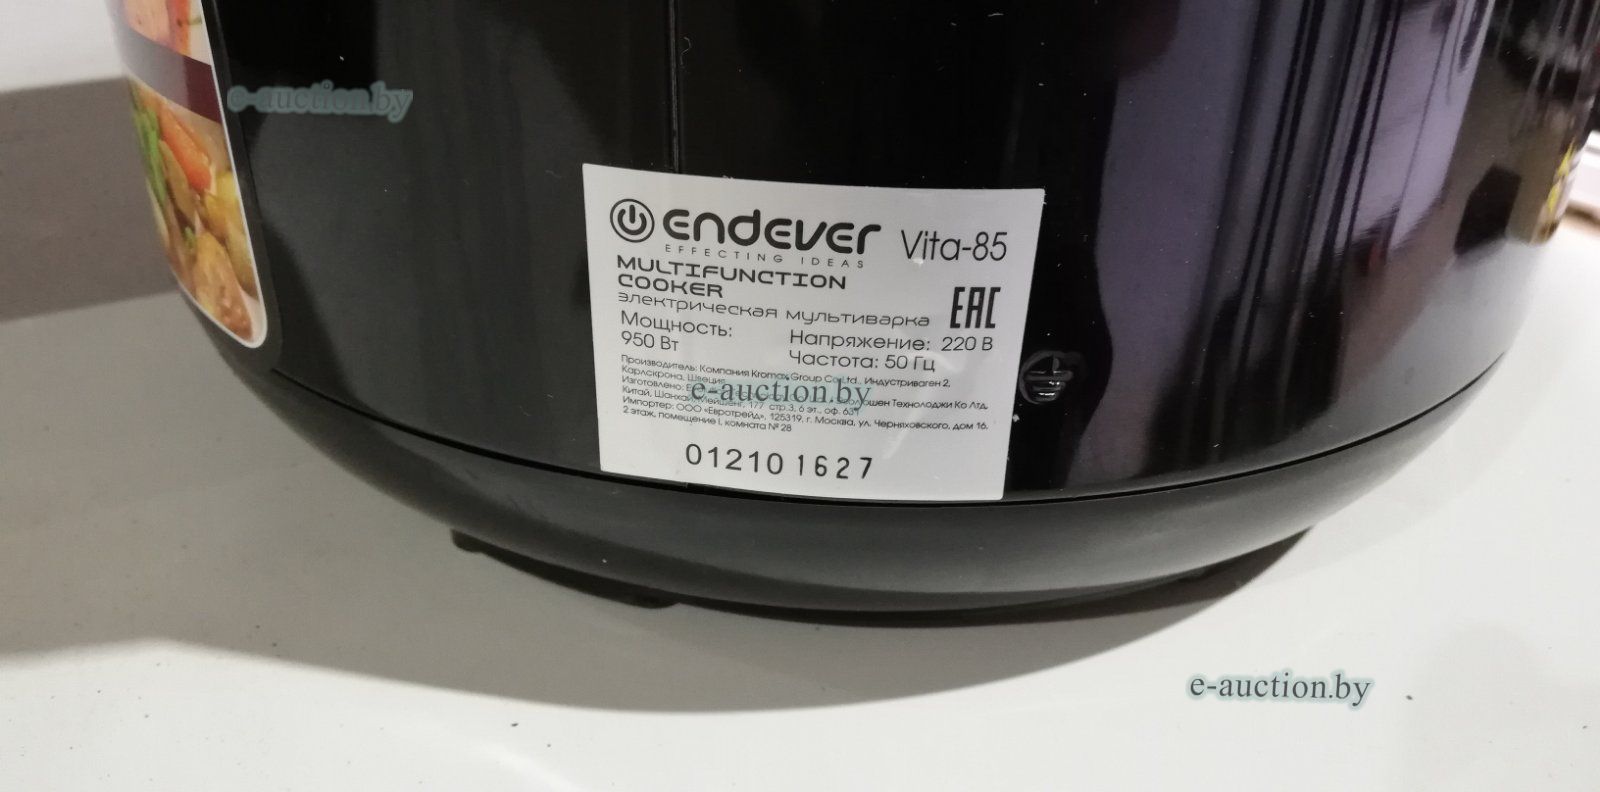 e-auction.by
endever Vita-85
EFFECTING IDEAS
MULTIFUNCTION
COOKER
электрическая мультиварка EAC
Мощность:
950 Вт
Напряжение: 220 В
Частота: 50 Гц
Производитель: Компания Kromax Group Co Ltd., Индустриваген 2,
Карлскрона, Швеция
Изготовлено: Технолоджи Ко Лтд,
Китай, Шанхай, Мейшенг, 177 стр.3, 6 эт., оф. 631
Импортер: ООО «Евротрейд», 125319, г. Москва, ул. Черняховского, дом 16,
2 этаж, помещение I, комната № 28
e-auction.by
012101627
e-auction.by